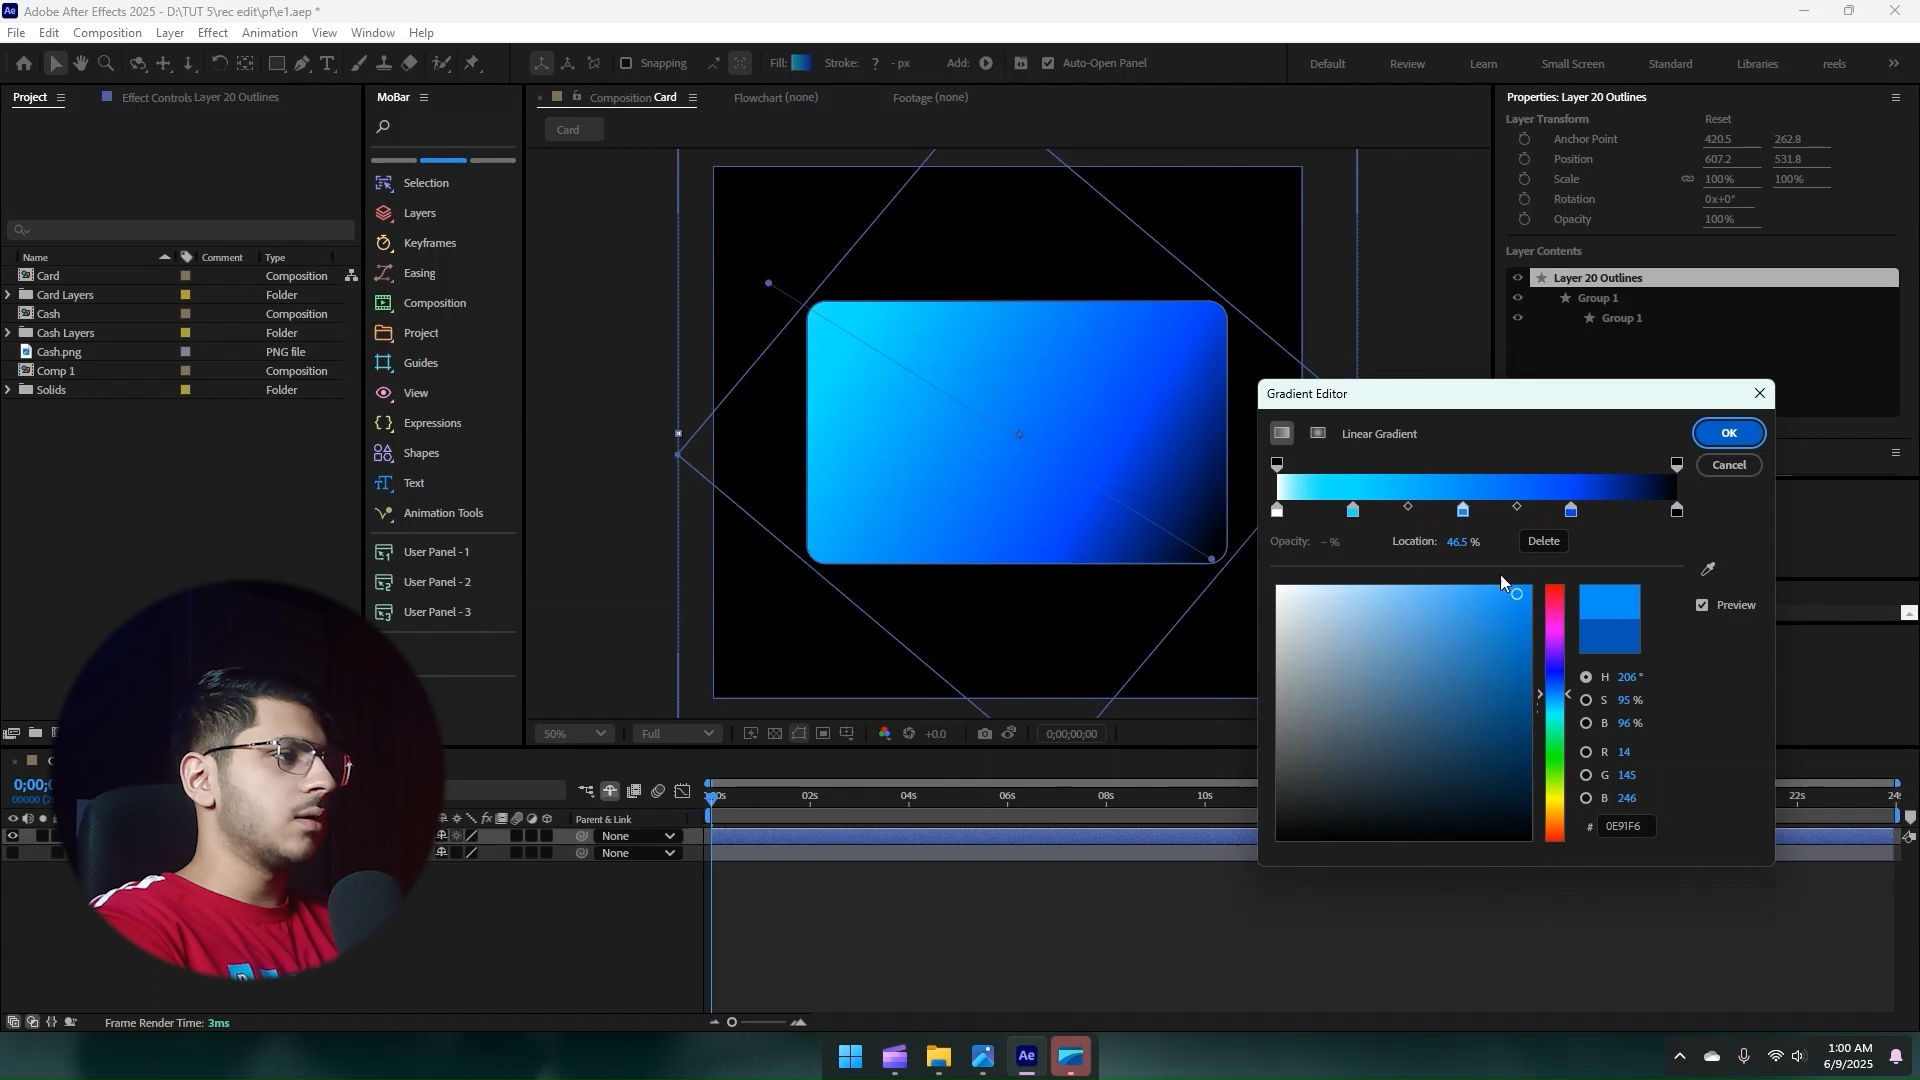 Adobe After Effects 2025 - D:\TUT 5\rec edit\pf\e1.aep *
File Edit Composition Layer Effect Animation View Window Help
Snapping
Fill:
Stroke: ? - px
Add:
Auto-Open Panel
Default Review Learn Small Screen Standard Libraries reels
Project
Effect Controls Layer 20 Outlines
Name Comment Type
Card Composition
Card Layers Folder
Cash Composition
Cash Layers Folder
Cash.png PNG file
Comp 1 Composition
Solids Folder
MoBar
Selection
Layers
Keyframes
Easing
Composition
Project
Guides
View
Expressions
Shapes
Text
Animation Tools
User Panel - 1
User Panel - 2
User Panel - 3
Composition Card
Flowchart (none)
Footage (none)
Card
50%
Full
+0.0
0;00;00;00
Properties: Layer 20 Outlines
Layer Transform Reset
Anchor Point 420.5 262.8
Position 607.2 531.8
Scale 100% 100%
Rotation 0x+0°
Opacity 100%
Layer Contents
Layer 20 Outlines
Group 1
Group 1
Gradient Editor
Linear Gradient
OK
Cancel
Opacity: - %
Location: 46.5 %
Delete
Preview
H 206 °
S 95 %
B 96 %
R 14
G 145
B 246
# 0E91F6
Parent & Link
None
None
02s 04s 06s 08s 10s 22s
Frame Render Time: 3ms
1:00 AM
6/9/2025